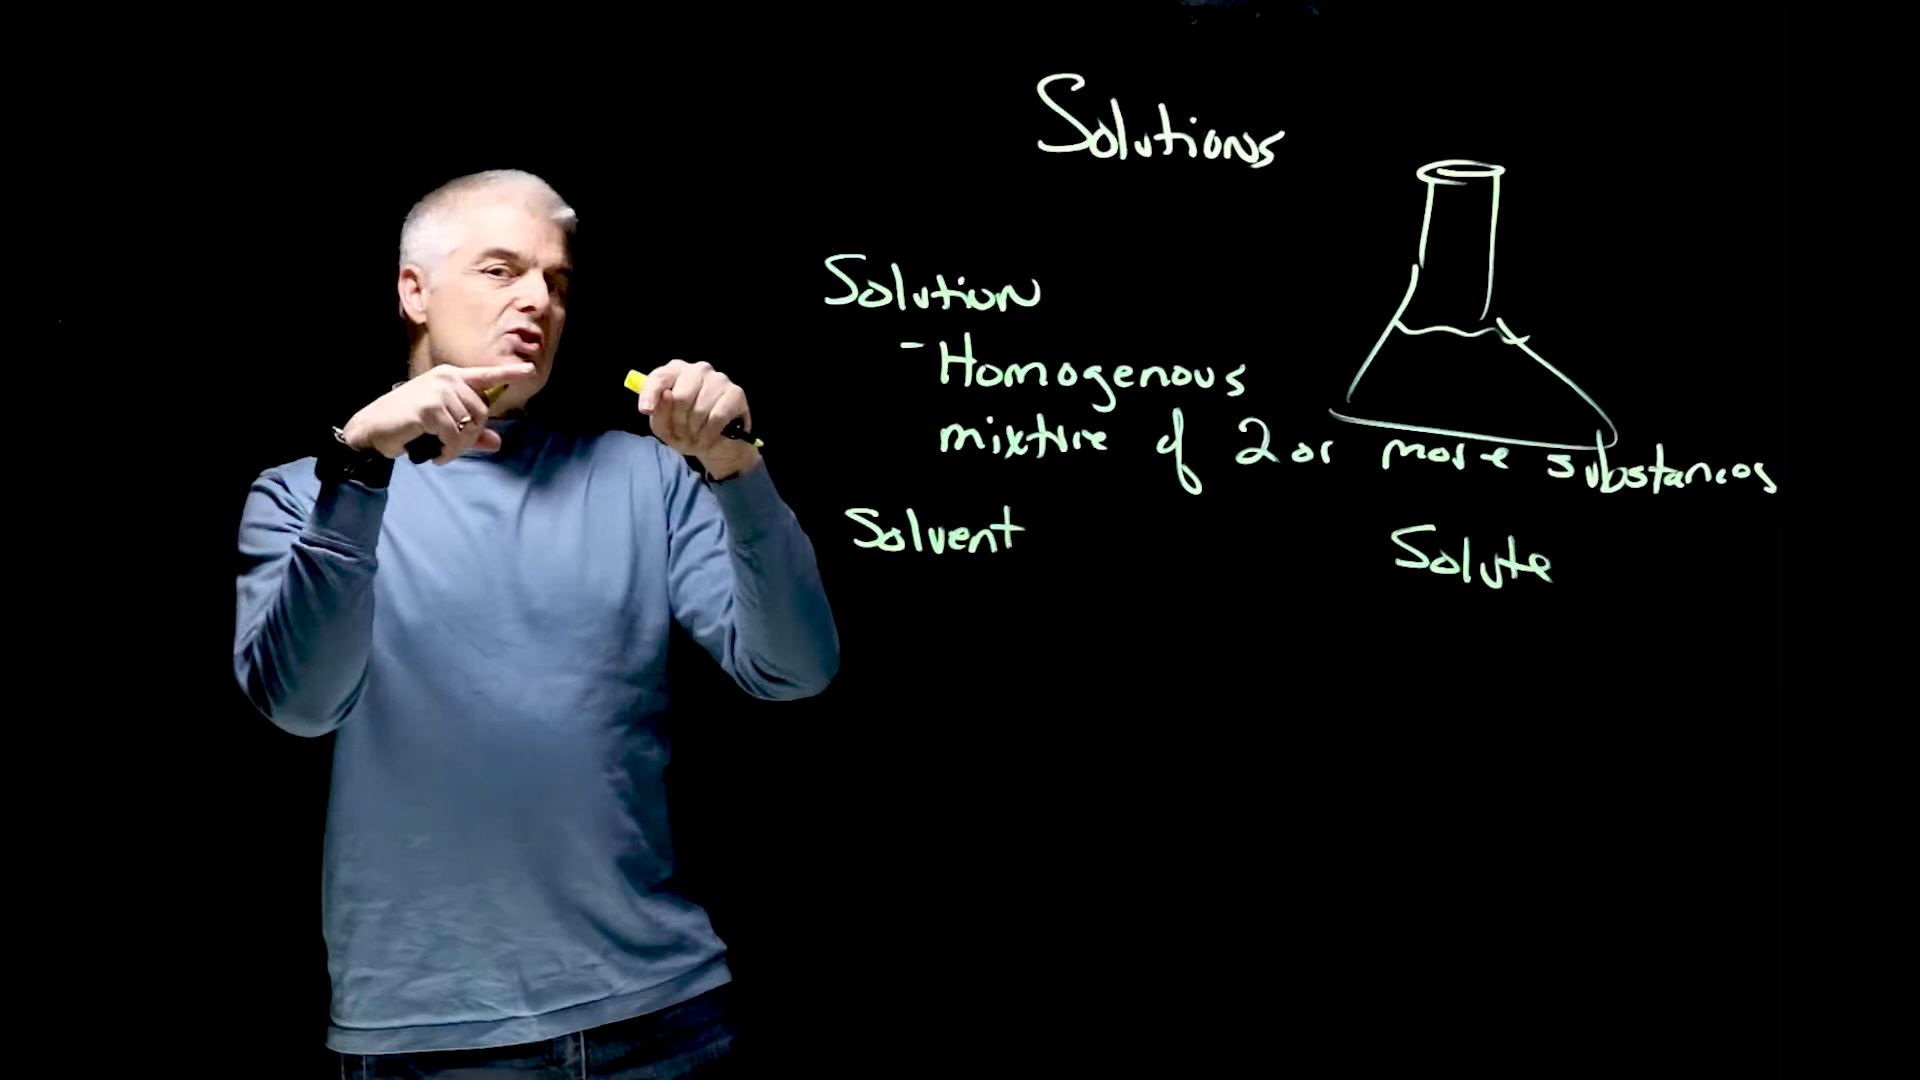 Solutions
Solution
- Homogenous
mixture of 2 or more substances
Solvent
Solute